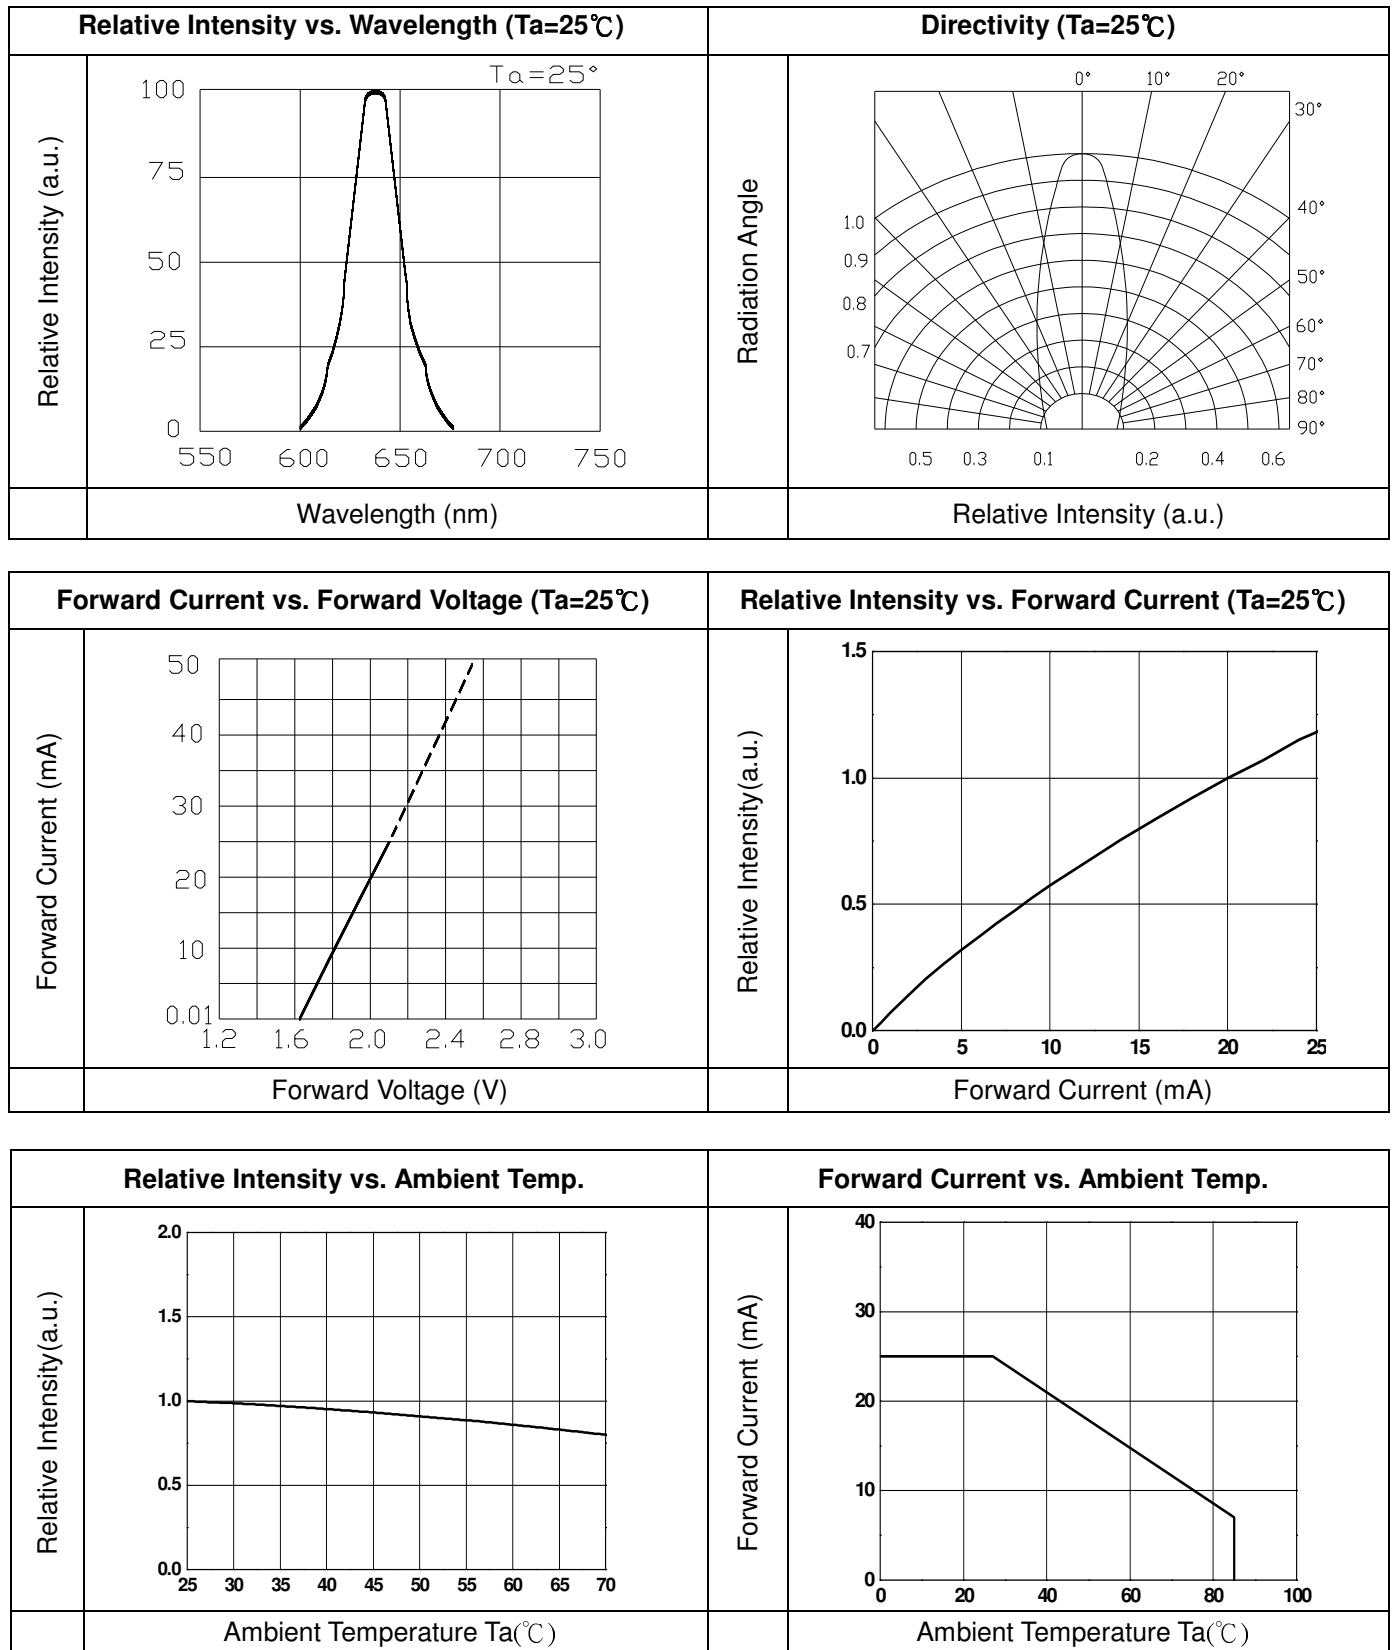 Relative Intensity vs. Wavelength (Ta=25℃)
Directivity (Ta=25℃)
Relative Intensity (a.u.)
Ta=25°
100
75
50
25
0
550 600 650 700 750
Wavelength (nm)
Radiation Angle
0° 10° 20°
30°
40°
50°
60°
70°
80°
90°
1.0
0.9
0.8
0.7
0.5 0.3 0.1 0.2 0.4 0.6
Relative Intensity (a.u.)
Forward Current vs. Forward Voltage (Ta=25℃)
Relative Intensity vs. Forward Current (Ta=25℃)
Forward Current (mA)
50
40
30
20
10
0.01
1.2 1.6 2.0 2.4 2.8 3.0
Forward Voltage (V)
Relative Intensity(a.u.)
1.5
1.0
0.5
0.0
0 5 10 15 20 25
Forward Current (mA)
Relative Intensity vs. Ambient Temp.
Forward Current vs. Ambient Temp.
Relative Intensity(a.u.)
2.0
1.5
1.0
0.5
0.0
25 30 35 40 45 50 55 60 65 70
Ambient Temperature Ta(℃)
Forward Current (mA)
40
30
20
10
0
0 20 40 60 80 100
Ambient Temperature Ta(℃)